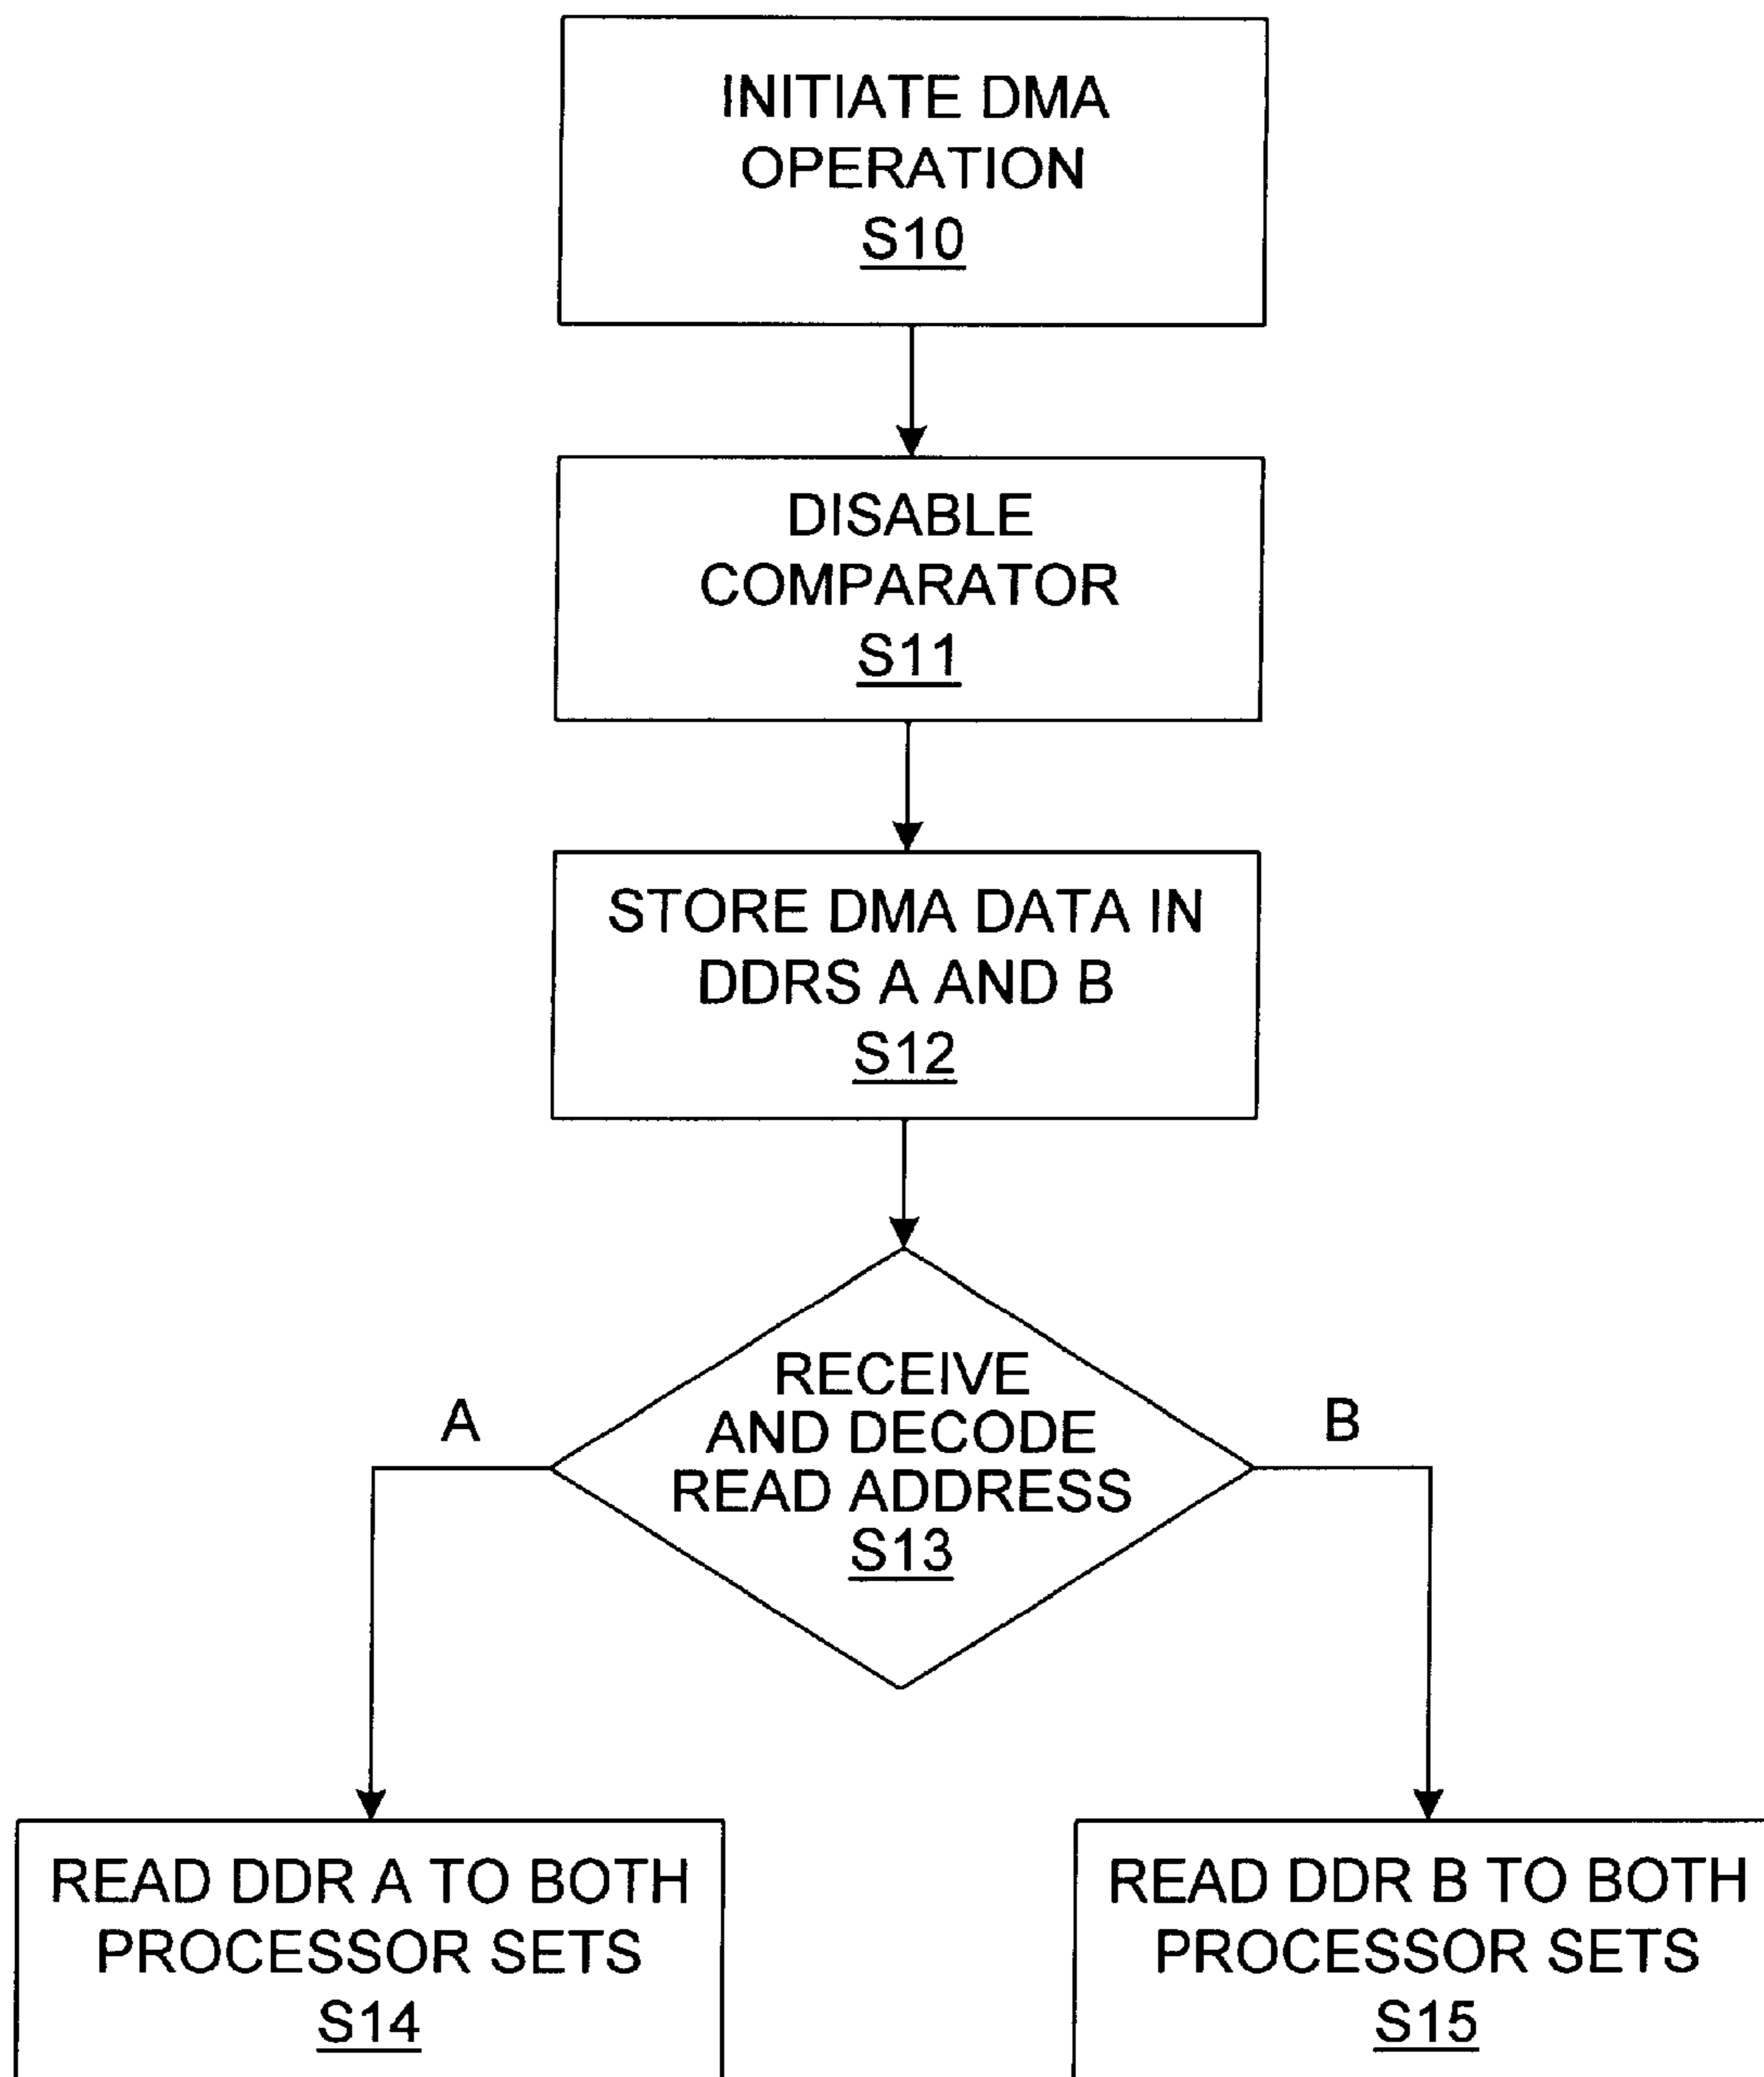 INITIATE DMA
OPERATION
S10
DISABLE
COMPARATOR
S11
STORE DMA DATA IN
DDRS A AND B
S12
RECEIVE
AND DECODE
READ ADDRESS
S13
A
B
READ DDR A TO BOTH
PROCESSOR SETS
S14
READ DDR B TO BOTH
PROCESSOR SETS
S15